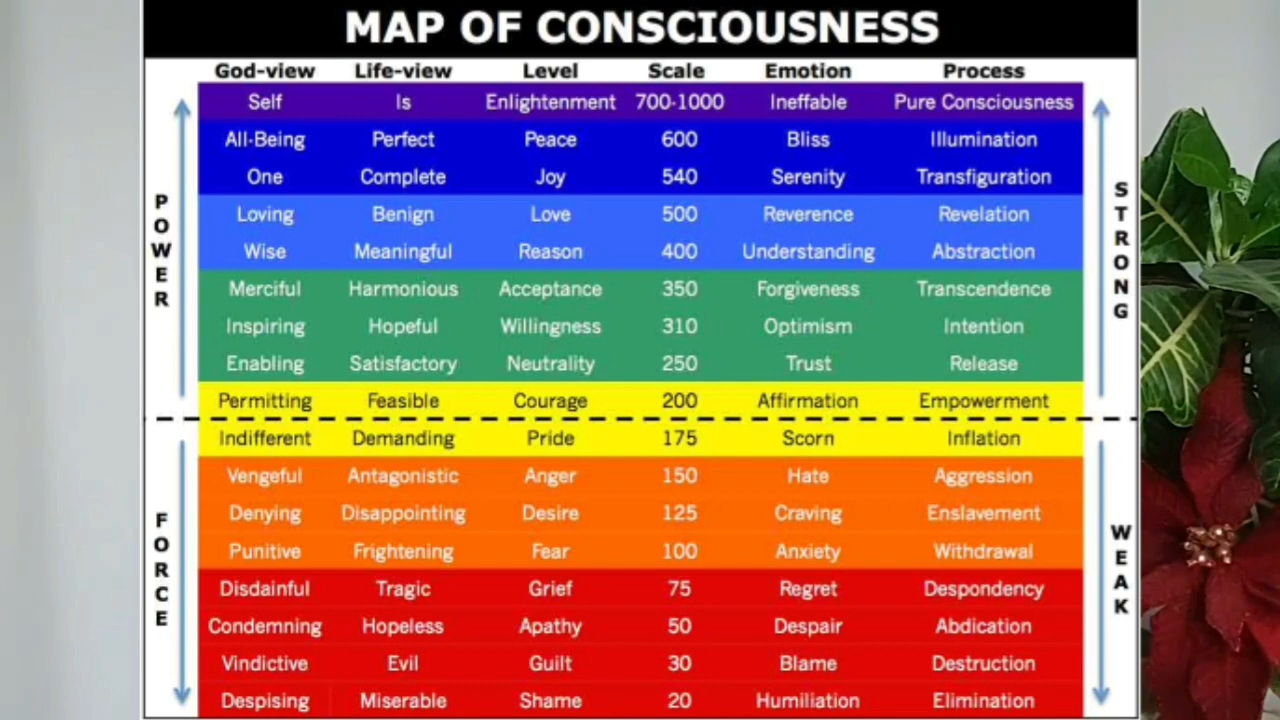 MAP OF CONSCIOUSNESS
God-view Life-view Level Scale Emotion Process
Self Is Enlightenment 700-1000 Ineffable Pure Consciousness
All-Being Perfect Peace 600 Bliss Illumination
One Complete Joy 540 Serenity Transfiguration
Loving Benign Love 500 Reverence Revelation
Wise Meaningful Reason 400 Understanding Abstraction
Merciful Harmonious Acceptance 350 Forgiveness Transcendence
Inspiring Hopeful Willingness 310 Optimism Intention
Enabling Satisfactory Neutrality 250 Trust Release
Permitting Feasible Courage 200 Affirmation Empowerment
Indifferent Demanding Pride 175 Scorn Inflation
Vengeful Antagonistic Anger 150 Hate Aggression
Denying Disappointing Desire 125 Craving Enslavement
Punitive Frightening Fear 100 Anxiety Withdrawal
Disdainful Tragic Grief 75 Regret Despondency
Condemning Hopeless Apathy 50 Despair Abdication
Vindictive Evil Guilt 30 Blame Destruction
Despising Miserable Shame 20 Humiliation Elimination
POWER
FORCE
STRONG
WEAK